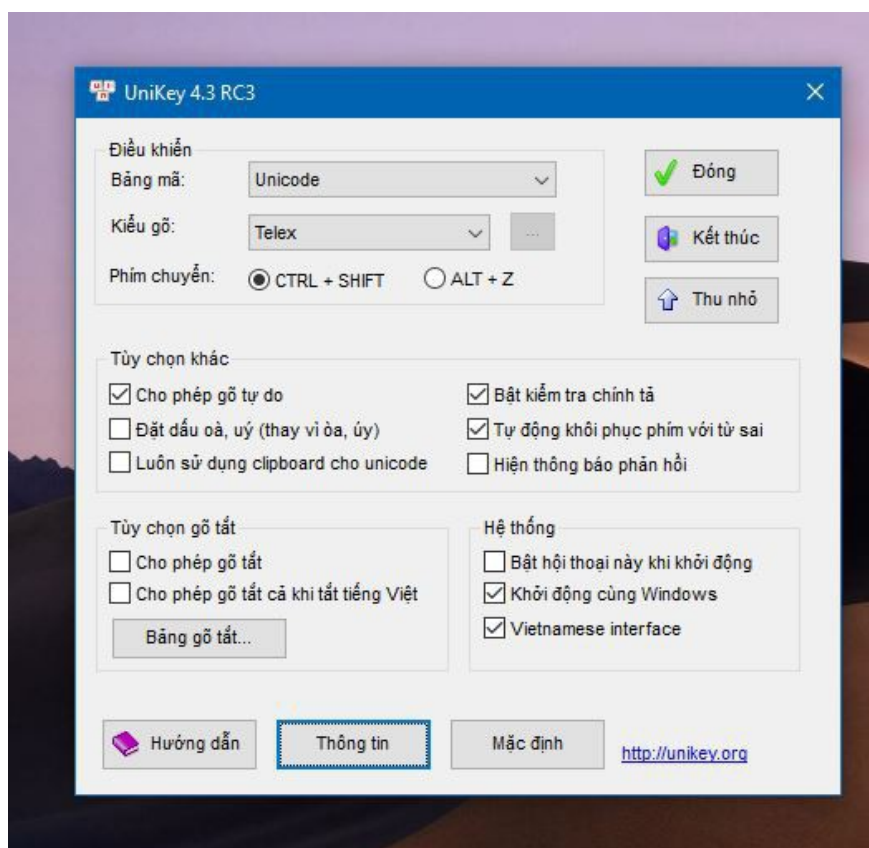 UniKey 4.3 RC3
Điều khiển
Bảng mã: Unicode
Đóng
Kiểu gõ: Telex ...
Kết thúc
Phím chuyển: CTRL + SHIFT ALT + Z
Thu nhỏ
Tùy chọn khác
Cho phép gõ tự do
Bật kiểm tra chính tả
Đặt dấu oà, uý (thay vì òa, úy)
Tự động khôi phục phím với từ sai
Luôn sử dụng clipboard cho unicode
Hiện thông báo phản hồi
Tùy chọn gõ tắt
Cho phép gõ tắt
Cho phép gõ tắt cả khi tắt tiếng Việt
Bảng gõ tắt...
Hệ thống
Bật hội thoại này khi khởi động
Khởi động cùng Windows
Vietnamese interface
Hướng dẫn
Thông tin
Mặc định
http://unikey.org